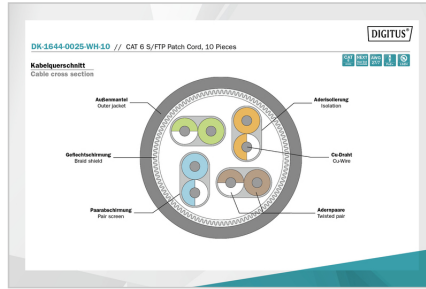 DIGITUS®
DK-1644-0025-WH-10 // CAT 6 S/FTP Patch Cord, 10 Pieces
Kabelquerschnitt
Cable cross section
Außenmantel
Outer jacket
Aderisolierung
Isolation
Geflechtschirmung
Braid shield
Cu-Draht
Cu-Wire
Paarabschirmung
Pair screen
Adernpaare
Twisted pair